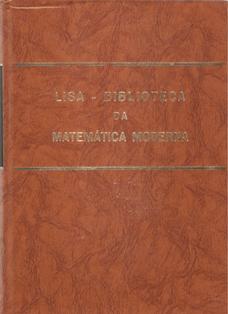 LISA - BIBLIOTECA
DA
MATEMÁTICA MODERNA